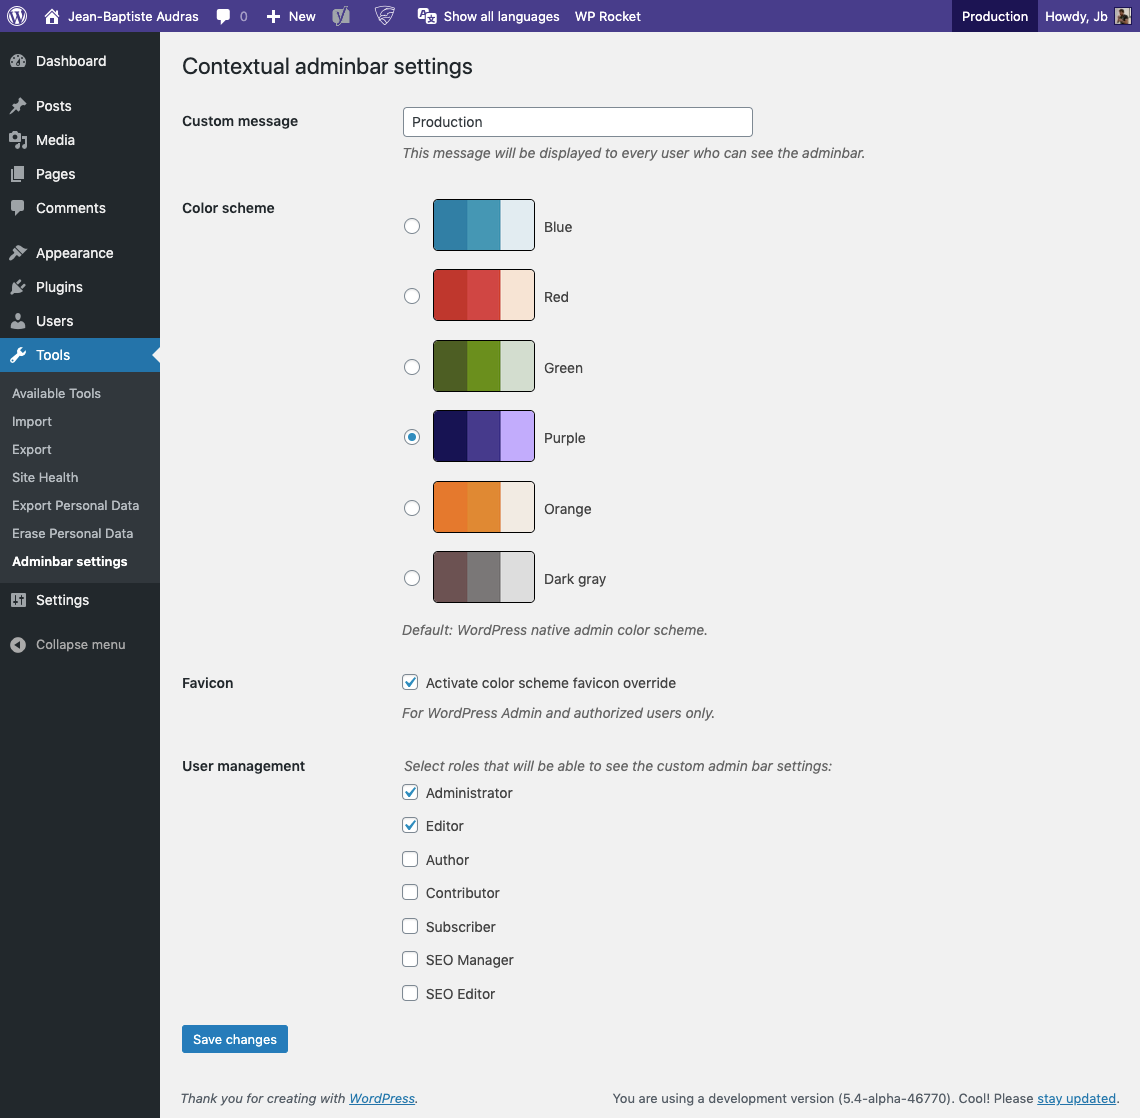 Jean-Baptiste Audras 0 New Show all languages WP Rocket Production Howdy, Jb
Dashboard
Posts
Media
Pages
Comments
Appearance
Plugins
Users
Tools
Available Tools
Import
Export
Site Health
Export Personal Data
Erase Personal Data
Adminbar settings
Settings
Collapse menu
Contextual adminbar settings
Custom message
Production
This message will be displayed to every user who can see the adminbar.
Color scheme
Blue
Red
Green
Purple
Orange
Dark gray
Default: WordPress native admin color scheme.
Favicon
Activate color scheme favicon override
For WordPress Admin and authorized users only.
User management
Select roles that will be able to see the custom admin bar settings:
Administrator
Editor
Author
Contributor
Subscriber
SEO Manager
SEO Editor
Save changes
Thank you for creating with WordPress.
You are using a development version (5.4-alpha-46770). Cool! Please stay updated.